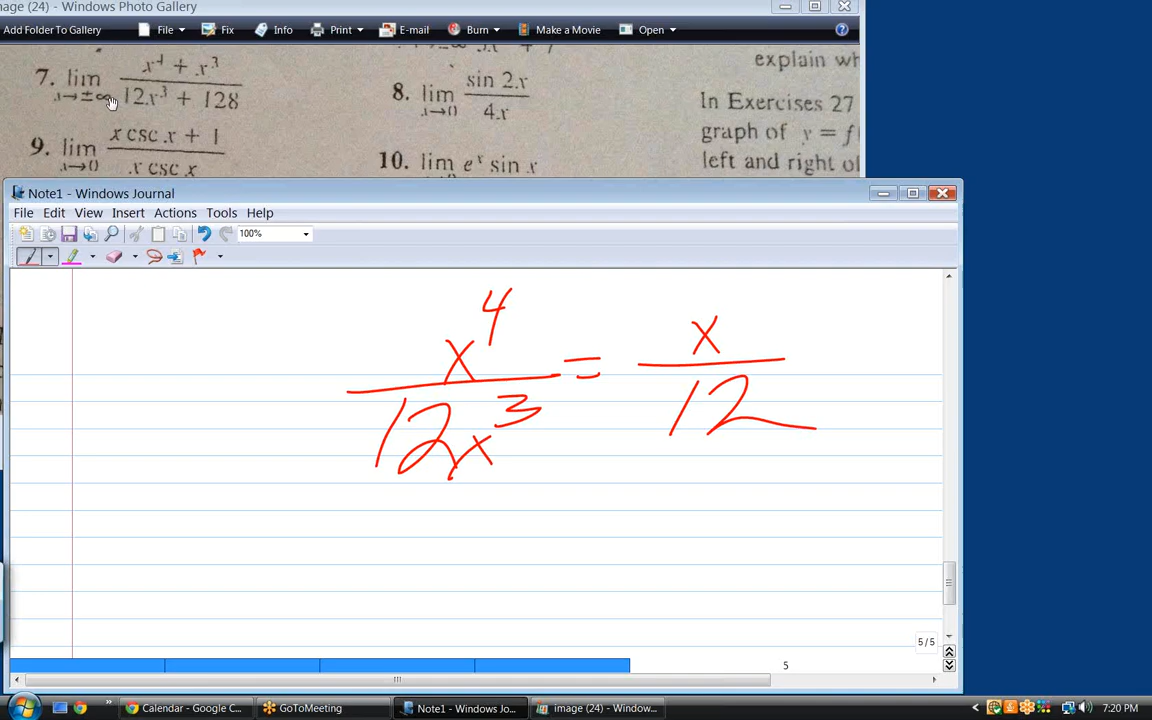 image (24) - Windows Photo Gallery
Add Folder To Gallery File Fix Info Print E-mail Burn Make a Movie Open
7. lim x→±∞ x⁴ + x³ / 12x³ + 128
8. lim x→0 sin 2x / 4x
explain wh
In Exercises 27
graph of y = f(
left and right of
9. lim x→0 x csc x + 1 / x csc x
10. lim eˣ sin x
Note1 - Windows Journal
File Edit View Insert Actions Tools Help
100%
x⁴ / 12x³ = x / 12
5/5
5
Calendar - Google C... GoToMeeting Note1 - Windows Jo... image (24) - Window... 7:20 PM